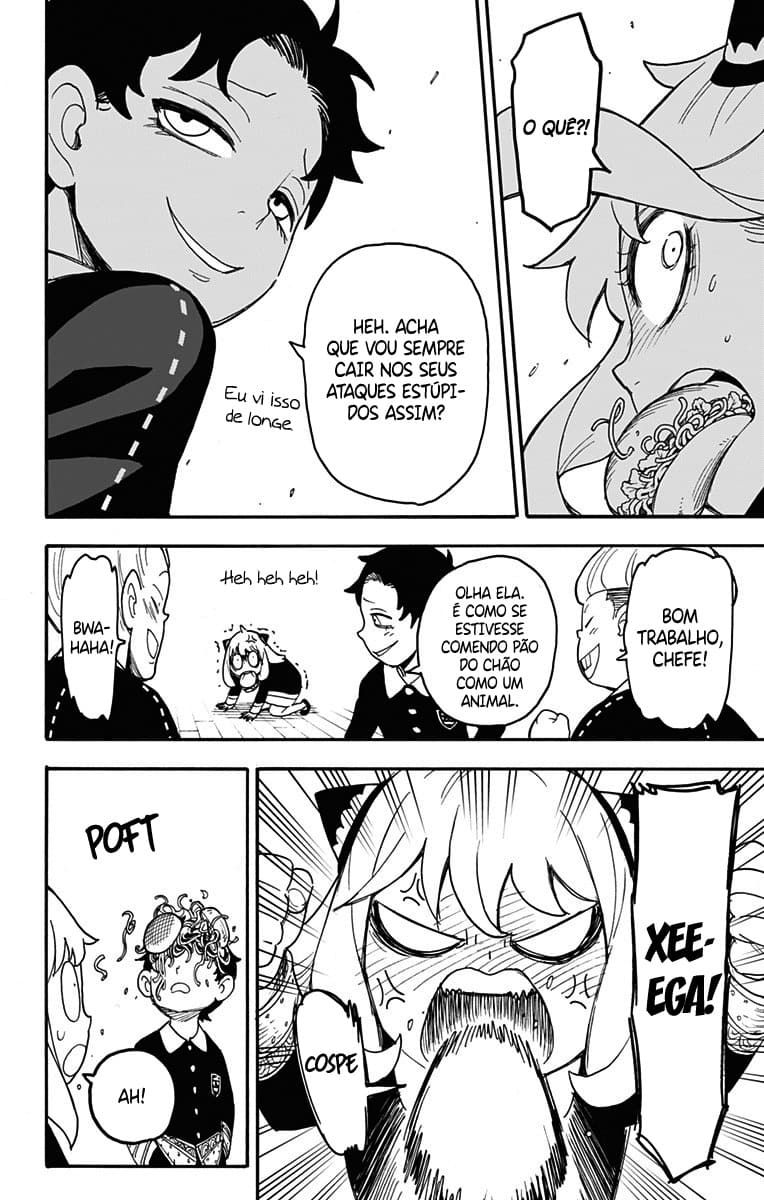 O QUÊ?!
HEH. ACHA
QUE VOU SEMPRE
CAIR NOS SEUS
ATAQUES ESTÚPI-
DOS ASSIM?
Eu vi isso
de longe
BOM
TRABALHO,
CHEFE!
OLHA ELA.
É COMO SE
ESTIVESSE
COMENDO PÃO
DO CHÃO
COMO UM
ANIMAL.
Heh heh heh!
BWA-
HAHA!
XEE-
EGA!
COSPE
POFT
AH!